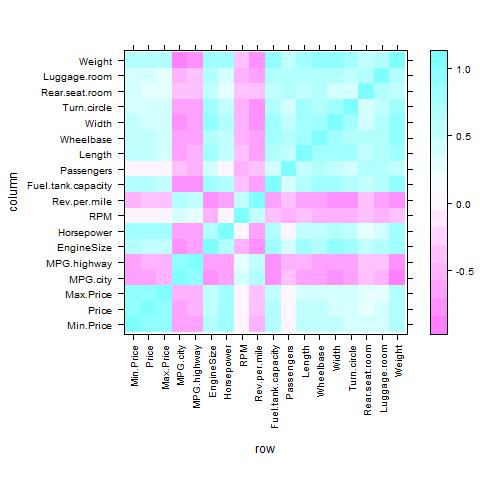 Weight
Luggage.room
Rear.seat.room
Turn.circle
Width
Wheelbase
Length
Passengers
Fuel.tank.capacity
Rev.per.mile
RPM
Horsepower
EngineSize
MPG.highway
MPG.city
Max.Price
Price
Min.Price
column
1.0
0.5
0.0
-0.5
Min.Price
Price
Max.Price
MPG.city
MPG.highway
EngineSize
Horsepower
RPM
Rev.per.mile
Fuel.tank.capacity
Passengers
Length
Wheelbase
Width
Turn.circle
Rear.seat.room
Luggage.room
Weight
row